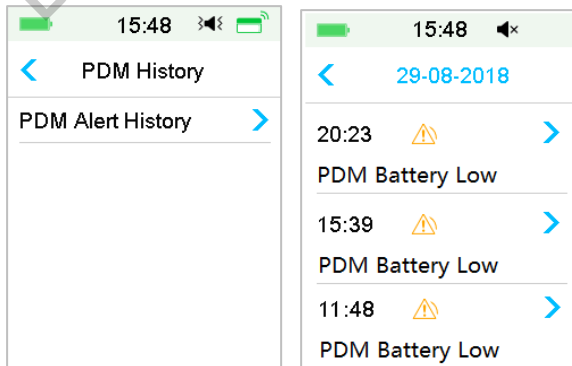 15:48
PDM History
PDM Alert History
15:48
29-08-2018
20:23
PDM Battery Low
15:39
PDM Battery Low
11:48
PDM Battery Low